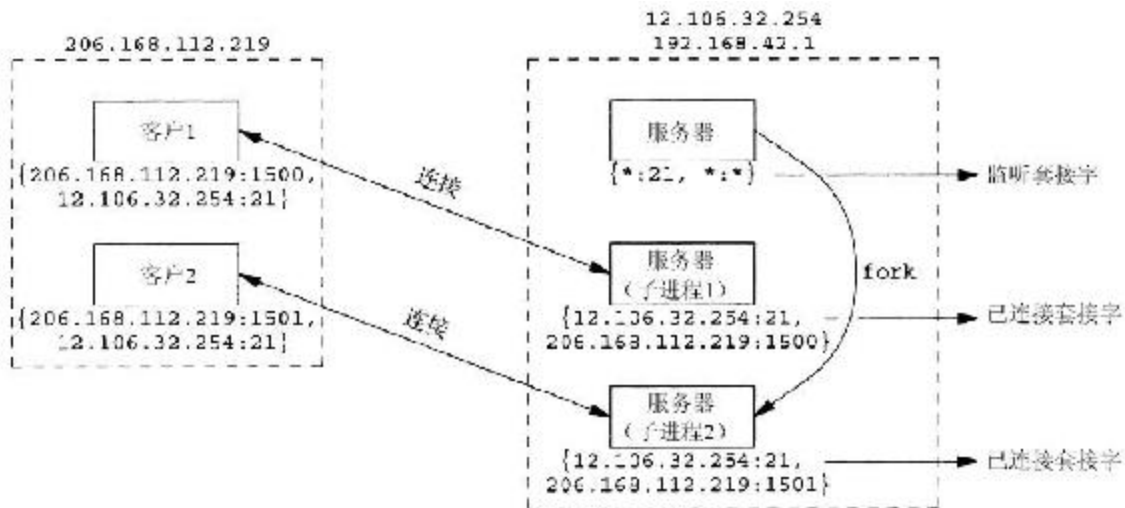 12.106.32.254
206.168.112.219
192.168.42.1
客户1
服务器
{206.168.112.219:1500,
12.106.32.254:21}
{*:21, *:*}
监听套接字
连接
客户2
服务器
(子进程1)
fork
{206.168.112.219:1501,
12.106.32.254:21}
连接
{12.106.32.254:21,
206.168.112.219:1500}
已连接套接字
服务器
(子进程2)
{12.106.32.254:21,
206.168.112.219:1501}
已连接套接字